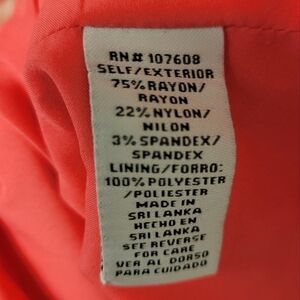 RN# 107608
SELF/EXTERIOR
75% RAYON/
RAYON
22% NYLON/
NILON
3% SPANDEX/
SPANDEX
LINING/FORRO:
100% POLYESTER
/POLIESTER
MADE IN
SRI LANKA
HECHO EN
SRI LANKA
SEE REVERSE
FOR CARE
VER AL DORSO
PARA CUIDADO